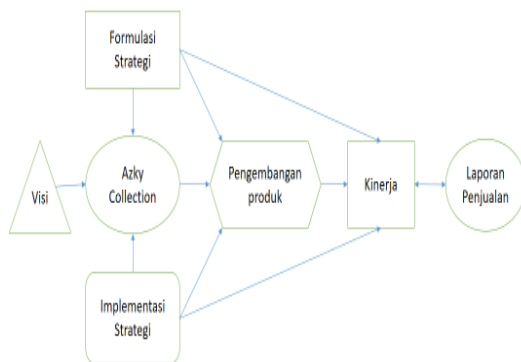 Formulasi
Strategi
Visi
Azky
Collection
Pengembangan
produk
Kinerja
Laporan
Penjualan
Implementasi
Strategi